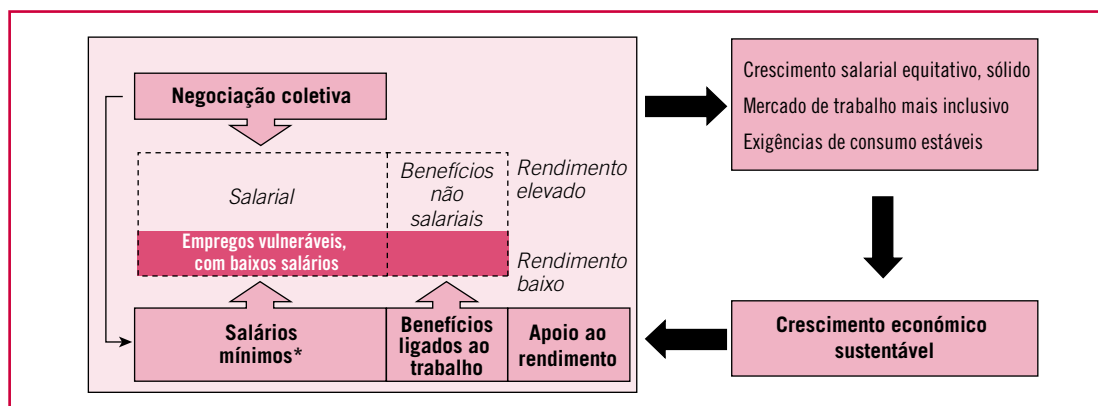 Negociação coletiva
Salarial
Benefícios
não
salariais
Rendimento
elevado
Empregos vulneráveis,
com baixos salários
Rendimento
baixo
Salários
mínimos*
Benefícios
ligados ao
trabalho
Apoio ao
rendimento
Crescimento salarial equitativo, sólido
Mercado de trabalho mais inclusivo
Exigências de consumo estáveis
Crescimento económico
sustentável